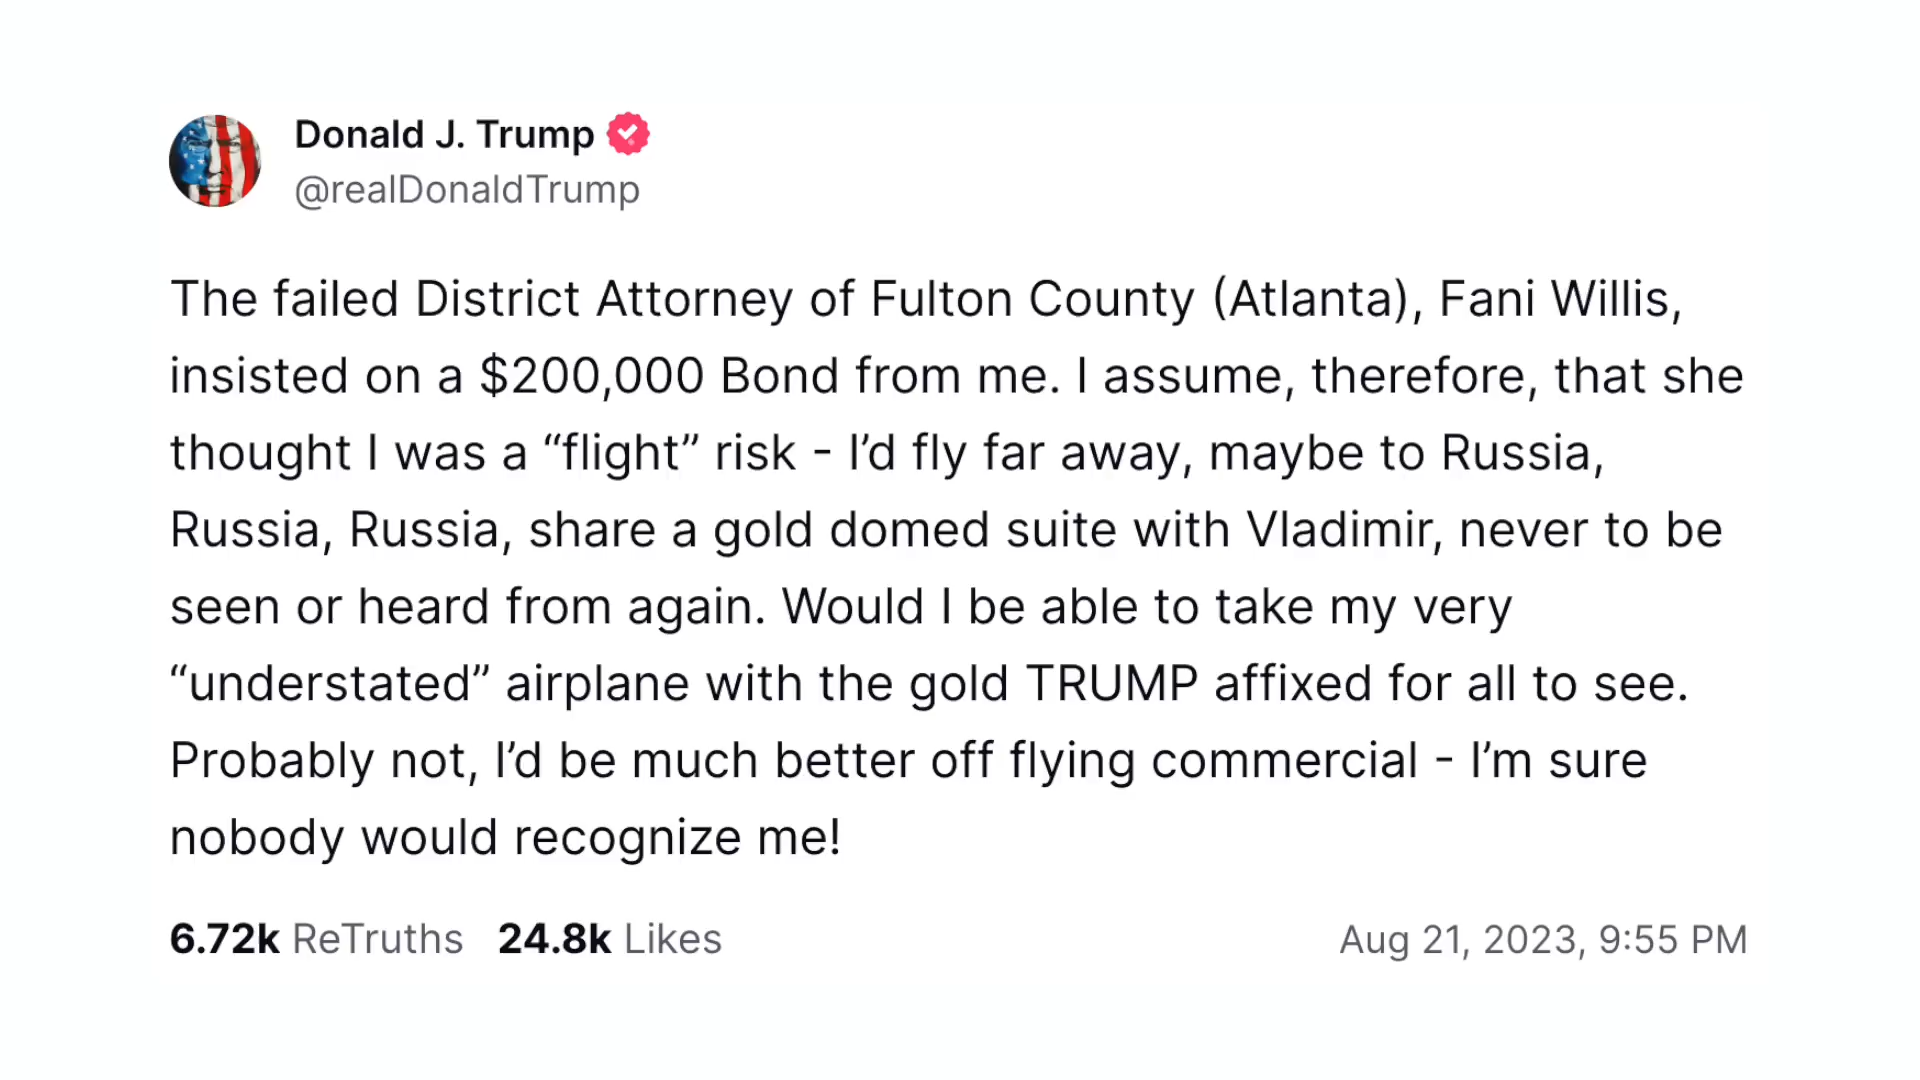 Donald J. Trump
@realDonaldTrump
The failed District Attorney of Fulton County (Atlanta), Fani Willis,
insisted on a $200,000 Bond from me. I assume, therefore, that she
thought I was a “flight” risk - I’d fly far away, maybe to Russia,
Russia, Russia, share a gold domed suite with Vladimir, never to be
seen or heard from again. Would I be able to take my very
“understated” airplane with the gold TRUMP affixed for all to see.
Probably not, I’d be much better off flying commercial - I’m sure
nobody would recognize me!
6.72k ReTruths 24.8k Likes Aug 21, 2023, 9:55 PM